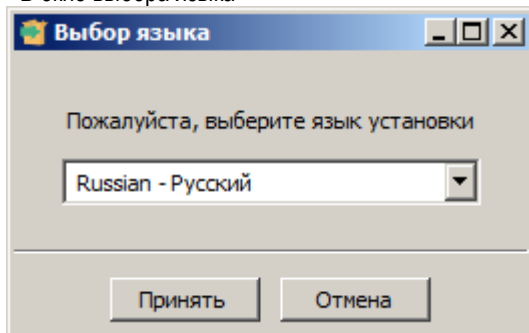 Выбор языка
Пожалуйста, выберите язык установки
Russian - Русский
Принять Отмена